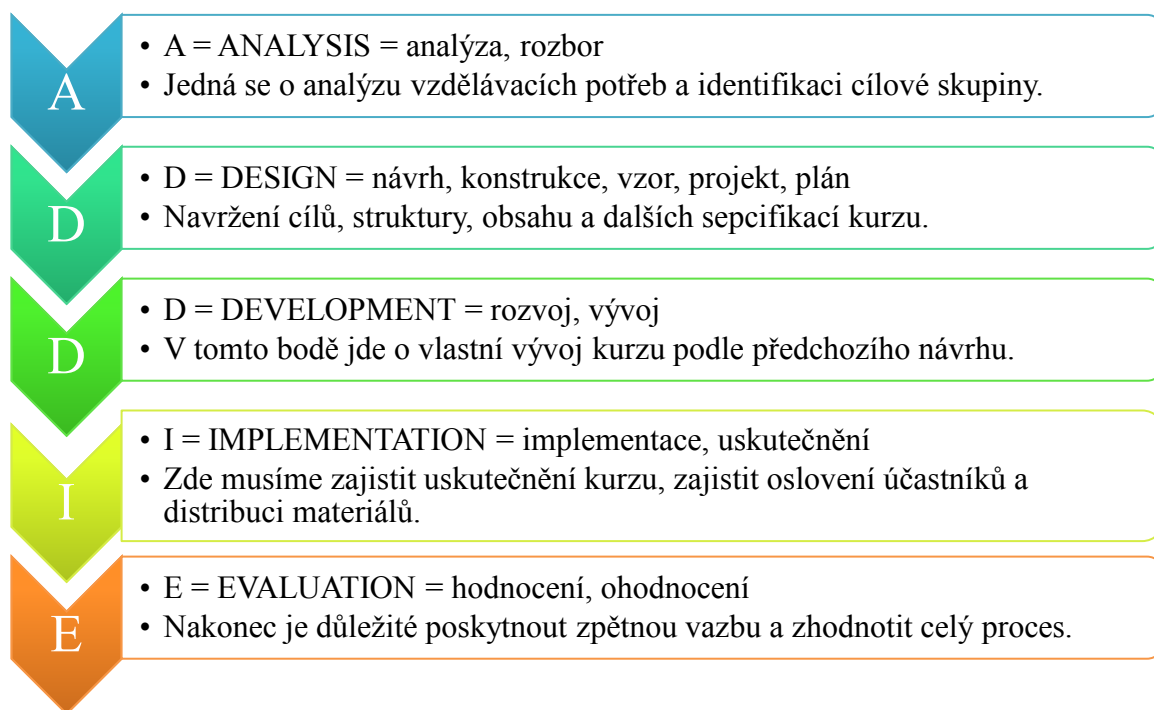 A
• A = ANALYSIS = analýza, rozbor
• Jedná se o analýzu vzdělávacích potřeb a identifikaci cílové skupiny.
D
• D = DESIGN = návrh, konstrukce, vzor, projekt, plán
• Navržení cílů, struktury, obsahu a dalších sepcifikací kurzu.
D
• D = DEVELOPMENT = rozvoj, vývoj
• V tomto bodě jde o vlastní vývoj kurzu podle předchozího návrhu.
I
• I = IMPLEMENTATION = implementace, uskutečnění
• Zde musíme zajistit uskutečnění kurzu, zajistit oslovení účastníků a
distribuci materiálů.
E
• E = EVALUATION = hodnocení, ohodnocení
• Nakonec je důležité poskytnout zpětnou vazbu a zhodnotit celý proces.